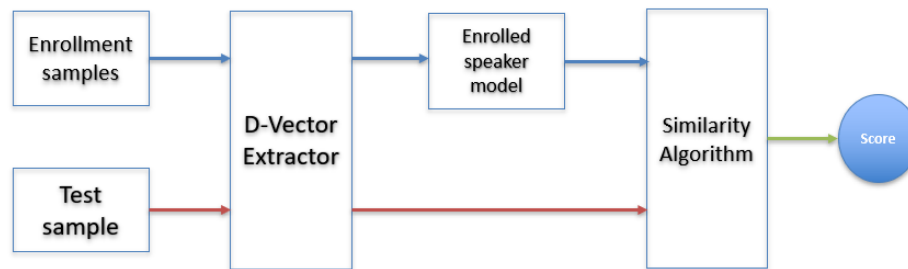 Enrollment
samples
D-Vector
Extractor
Enrolled
speaker
model
Similarity
Algorithm
Score
Test
sample